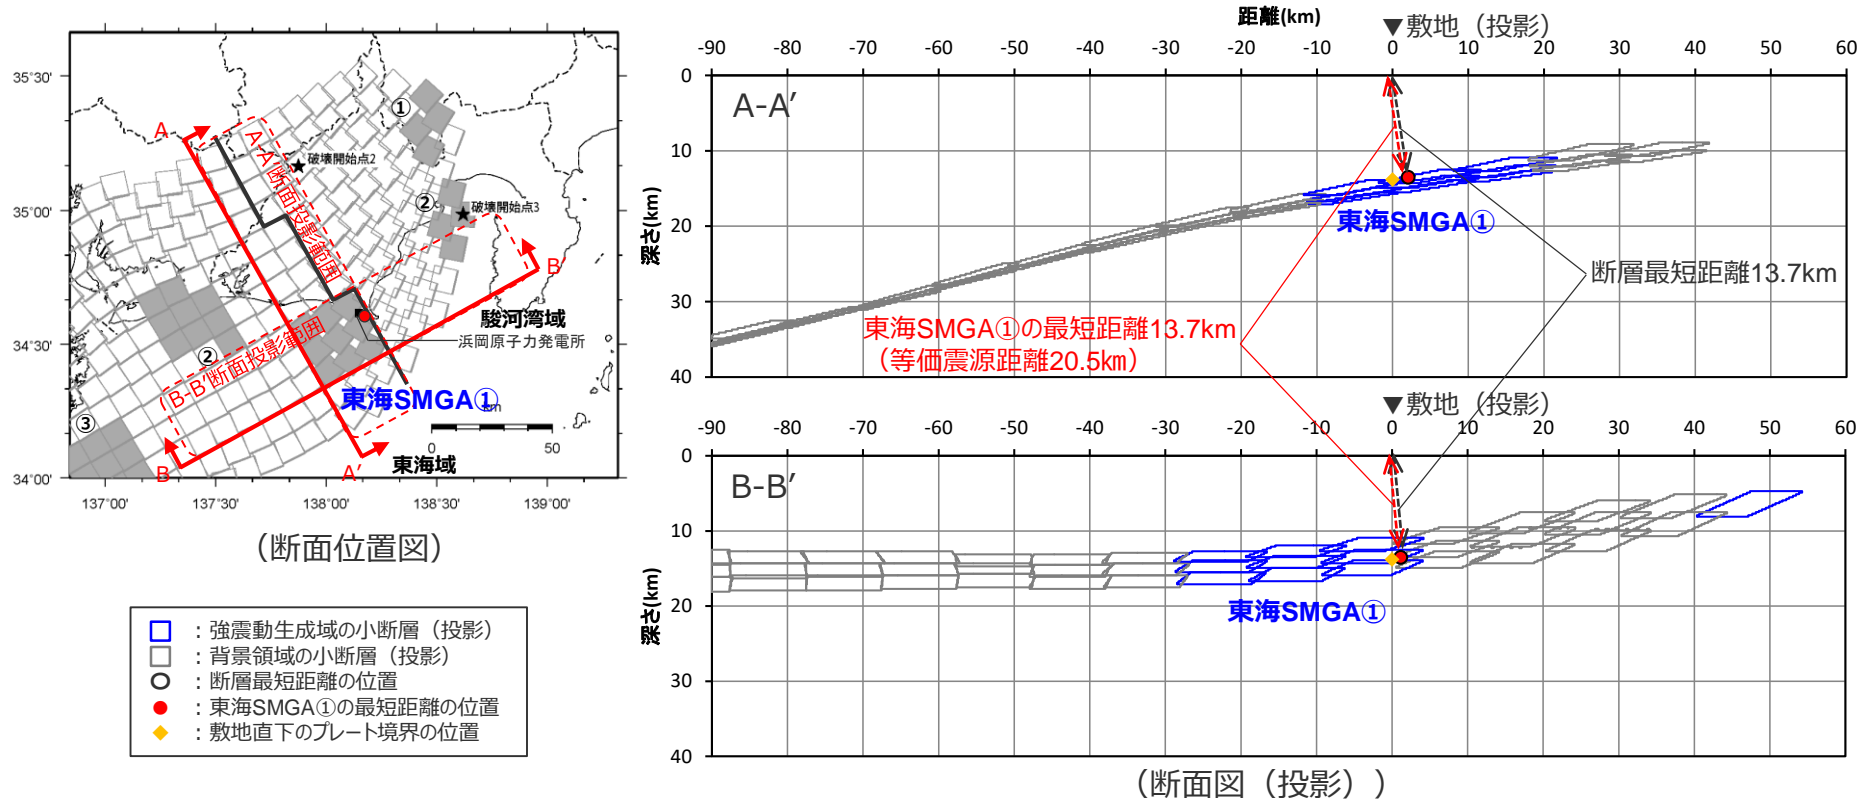 35°30'
35°00'
34°30'
34°00'
137°00'
137°30'
138°00'
138°30'
139°00'
A
A'
B
B'
A-A'断面投影範囲
B-B'断面投影範囲
①
②
②
③
破壊開始点2
破壊開始点3
駿河湾域
浜岡原子力発電所
東海SMGA①
km
0
50
東海域
(断面位置図)
:強震動生成域の小断層(投影)
:背景領域の小断層(投影)
:断層最短距離の位置
:東海SMGA①の最短距離の位置
:敷地直下のプレート境界の位置
距離(km)
▼敷地(投影)
-90 -80 -70 -60 -50 -40 -30 -20 -10 0 10 20 30 40 50 60
0
10
20
30
40
深さ(km)
A-A'
東海SMGA①
断層最短距離13.7km
東海SMGA①の最短距離13.7km
(等価震源距離20.5㎞)
▼敷地(投影)
-90 -80 -70 -60 -50 -40 -30 -20 -10 0 10 20 30 40 50 60
0
10
20
30
40
深さ(km)
B-B'
東海SMGA①
(断面図(投影))